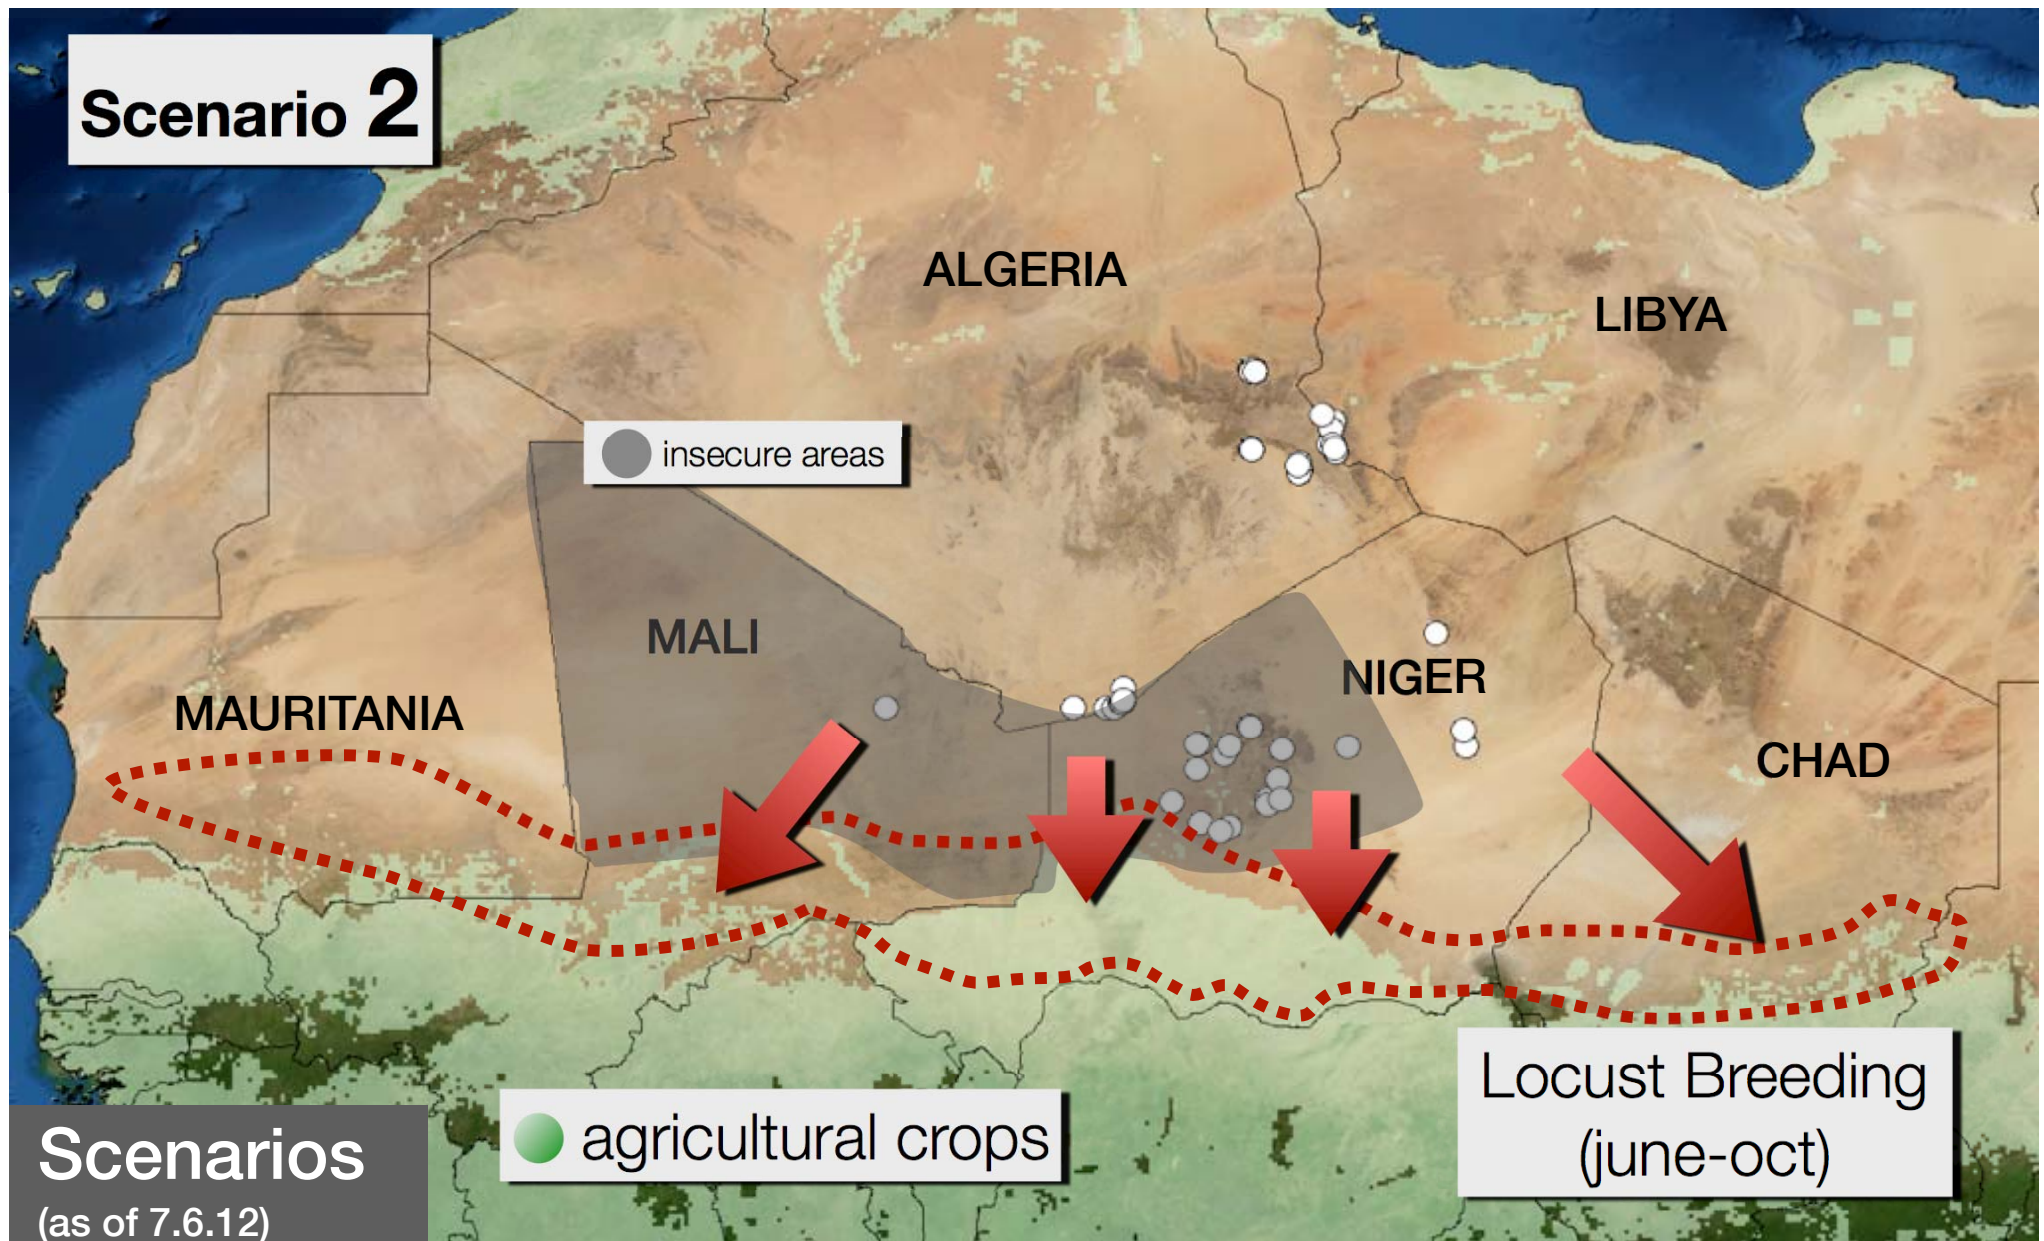 Scenario 2
ALGERIA
LIBYA
insecure areas
MALI
NIGER
MAURITANIA
CHAD
Locust Breeding
(june-oct)
agricultural crops
Scenarios
(as of 7.6.12)